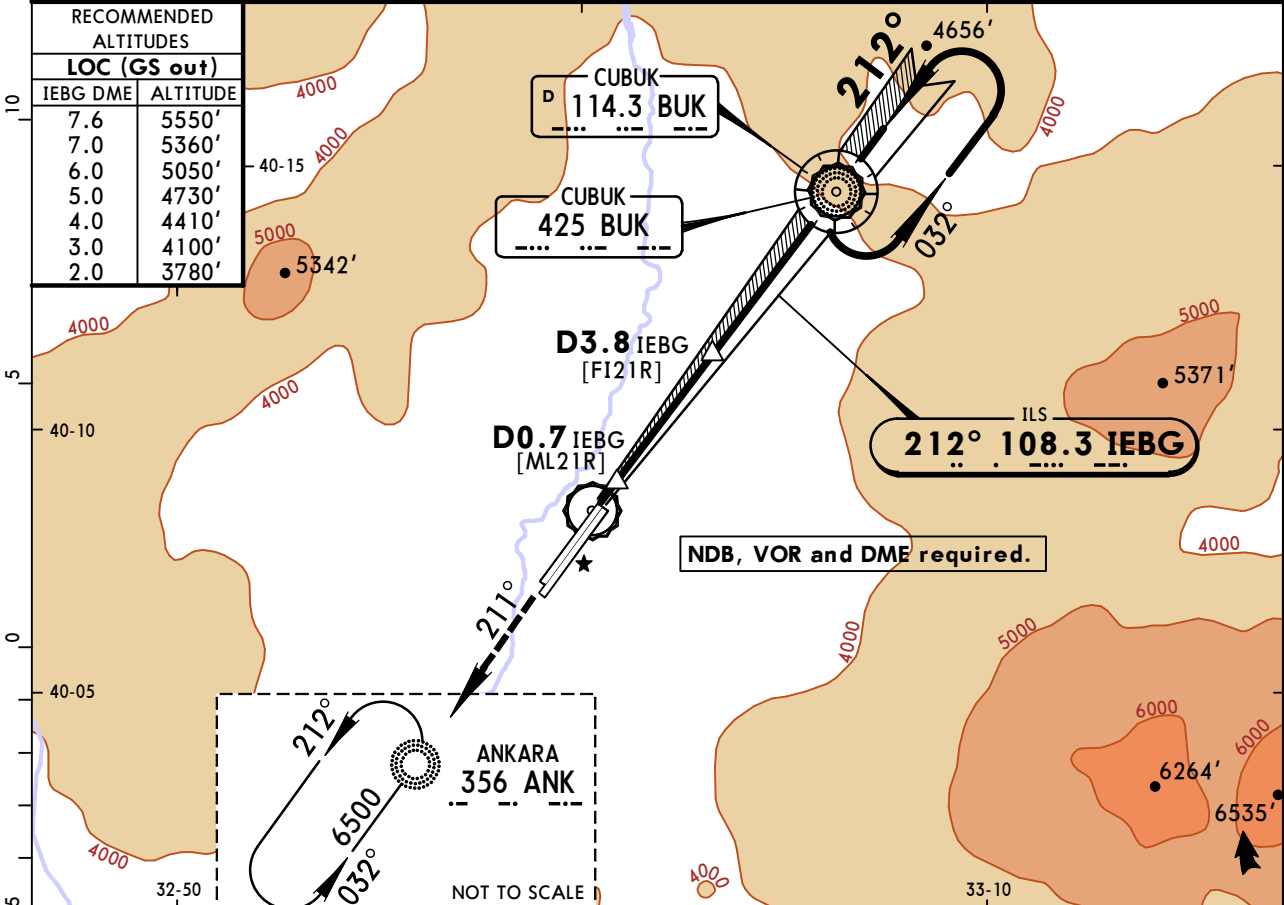 RECOMMENDED
ALTITUDES
LOC (GS out)
IEBG DME ALTITUDE
7.6 5550'
7.0 5360'
6.0 5050'
5.0 4730'
4.0 4410'
3.0 4100'
2.0 3780'
10
5
0
5
40-15
40-10
40-05
32-50
33-10
4000
4000
5000
5342'
4000
4000
CUBUK
D 114.3 BUK
CUBUK
425 BUK
212°
4656'
4000
032°
D3.8 IEBG
[FI21R]
D0.7 IEBG
[ML21R]
5000
5371'
ILS
212° 108.3 IEBG
NDB, VOR and DME required.
4000
211°
4000
5000
6000
6000
6264'
6535'
212°
ANKARA
356 ANK
6500
032°
NOT TO SCALE
4000
4000